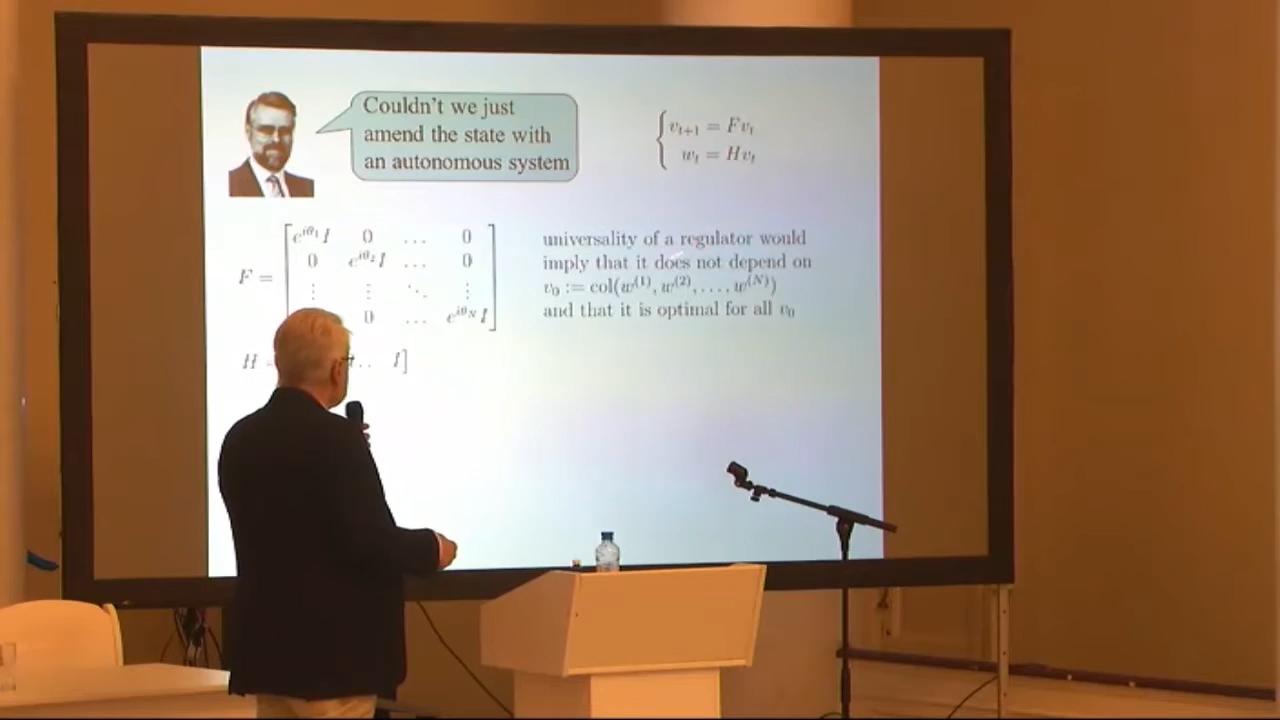 Couldn't we just
amend the state with
an autonomous system
{ v_{t+1} = Fv_t
w_t = Hv_t
F = [ e^{iθ_1}I 0 ... 0
0 e^{iθ_2}I ... 0
⋮ ⋮ ⋱ ⋮
0 ... e^{iθ_N}I ]
universality of a regulator would
imply that it does not depend on
v_0 := col(w^{(1)}, w^{(2)}, ..., w^{(N)})
and that it is optimal for all v_0
H .. I]